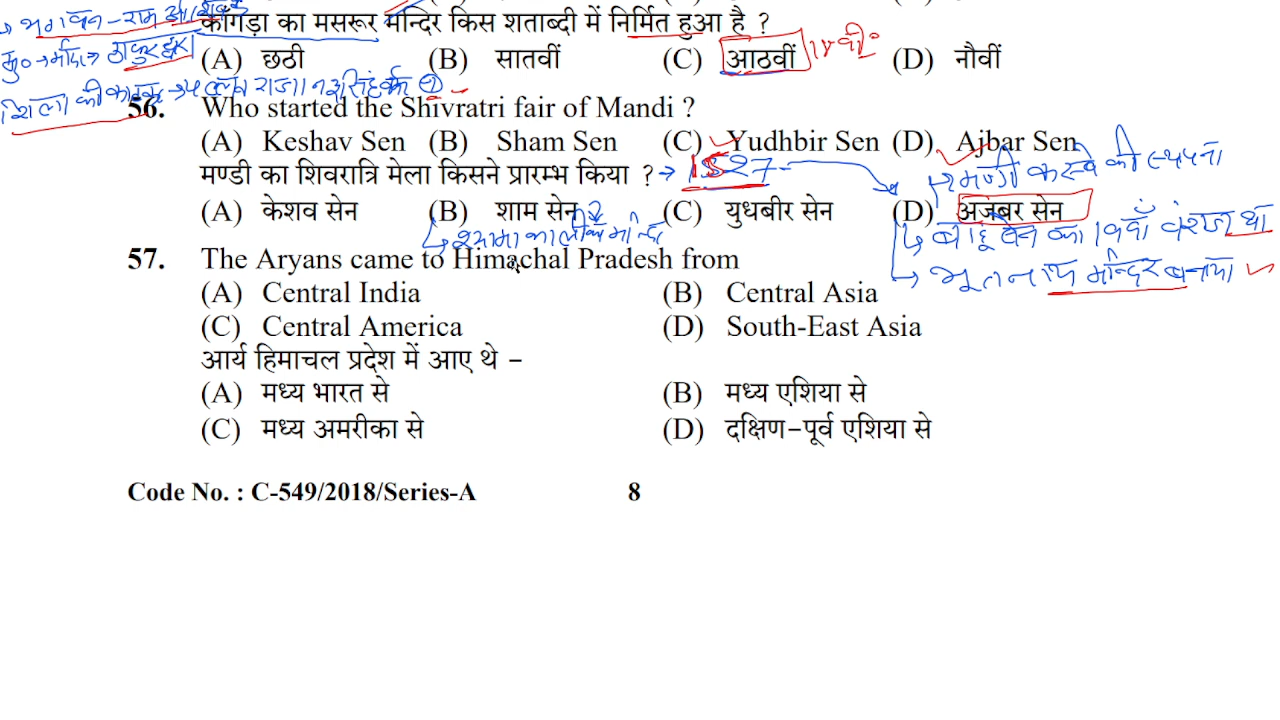 भगवन - राम
काँगड़ा का मसरूर मन्दिर किस शताब्दी में निर्मित हुआ है ?
(A) छठी (B) सातवीं (C) आठवीं (D) नौवीं
56. Who started the Shivratri fair of Mandi ?
(A) Keshav Sen (B) Sham Sen (C) Yudhbir Sen (D) Ajbar Sen
मण्डी का शिवरात्रि मेला किसने प्रारम्भ किया ? → 1527
→ मण्डी कस्बे की स्थापना
(A) केशव सेन (B) शाम सेन (C) युधबीर सेन (D) अजबर सेन
श्यामा काली मन्दिर
→ बाहू सेन का वंशज था
57. The Aryans came to Himachal Pradesh from
→ भूतनाथ मन्दिर बनाया
(A) Central India (B) Central Asia
(C) Central America (D) South-East Asia
आर्य हिमाचल प्रदेश में आए थे –
(A) मध्य भारत से (B) मध्य एशिया से
(C) मध्य अमरीका से (D) दक्षिण-पूर्व एशिया से
Code No. : C-549/2018/Series-A 8